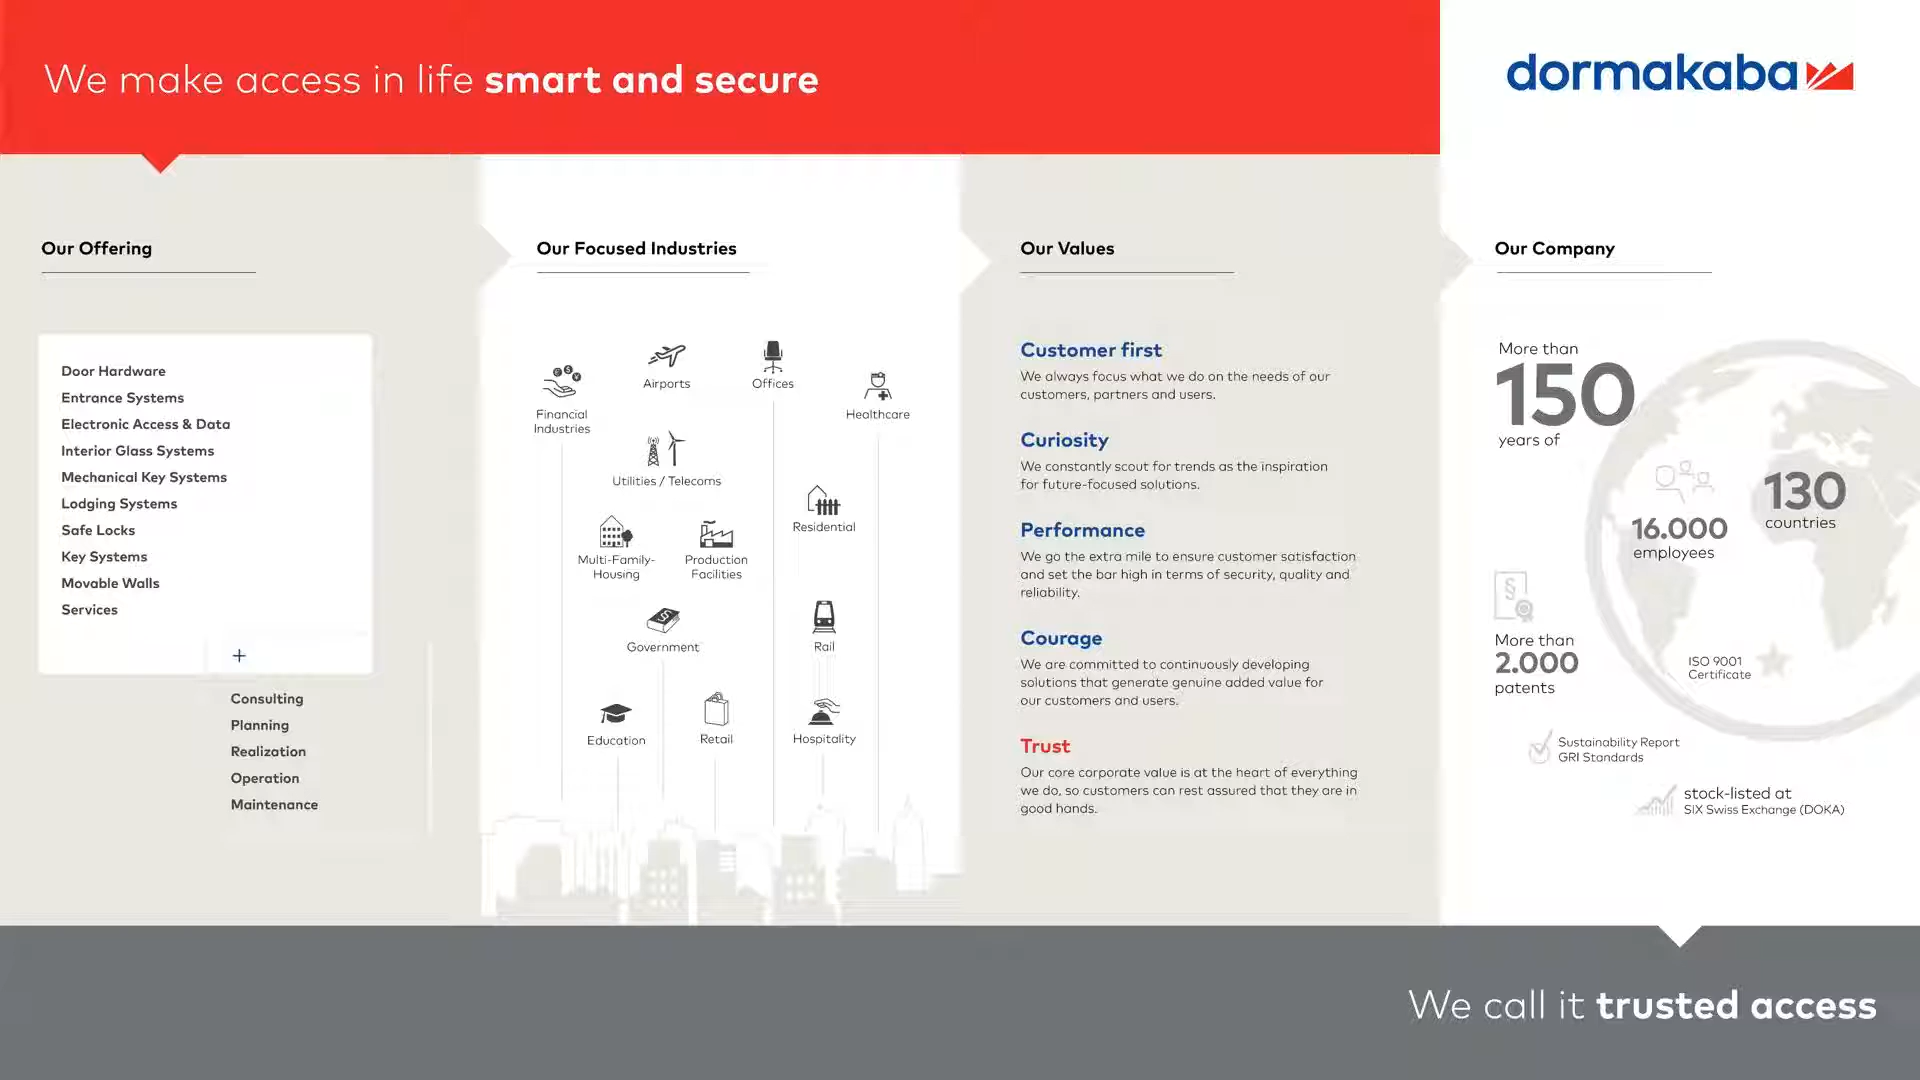 We make access in life smart and secure
dormakaba
Our Offering
Door Hardware
Entrance Systems
Electronic Access & Data
Interior Glass Systems
Mechanical Key Systems
Lodging Systems
Safe Locks
Key Systems
Movable Walls
Services
+
Consulting
Planning
Realization
Operation
Maintenance
Our Focused Industries
Financial
Industries
Airports
Offices
Healthcare
Utilities / Telecoms
Residential
Multi-Family-
Housing
Production
Facilities
Government
Rail
Education
Retail
Hospitality
Our Values
Customer first
We always focus what we do on the needs of our
customers, partners and users.
Curiosity
We constantly scout for trends as the inspiration
for future-focused solutions.
Performance
We go the extra mile to ensure customer satisfaction
and set the bar high in terms of security, quality and
reliability.
Courage
We are committed to continuously developing
solutions that generate genuine added value for
our customers and users.
Trust
Our core corporate value is at the heart of everything
we do, so customers can rest assured that they are in
good hands.
Our Company
More than
150
years of
16.000
employees
130
countries
§
More than
2.000
patents
ISO 9001
Certificate
Sustainability Report
GRI Standards
stock-listed at
SIX Swiss Exchange (DOKA)
We call it trusted access